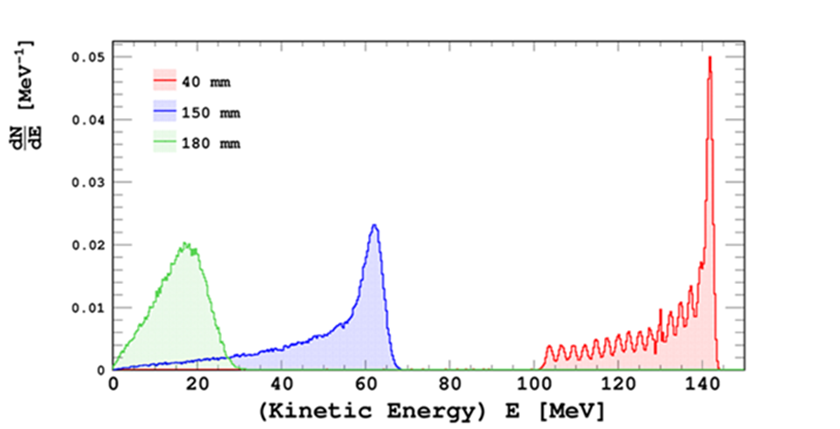 dN
dE
[MeV⁻¹]
0.05
0.04
0.03
0.02
0.01
0
40 mm
150 mm
180 mm
0 20 40 60 80 100 120 140
(Kinetic Energy) E [MeV]